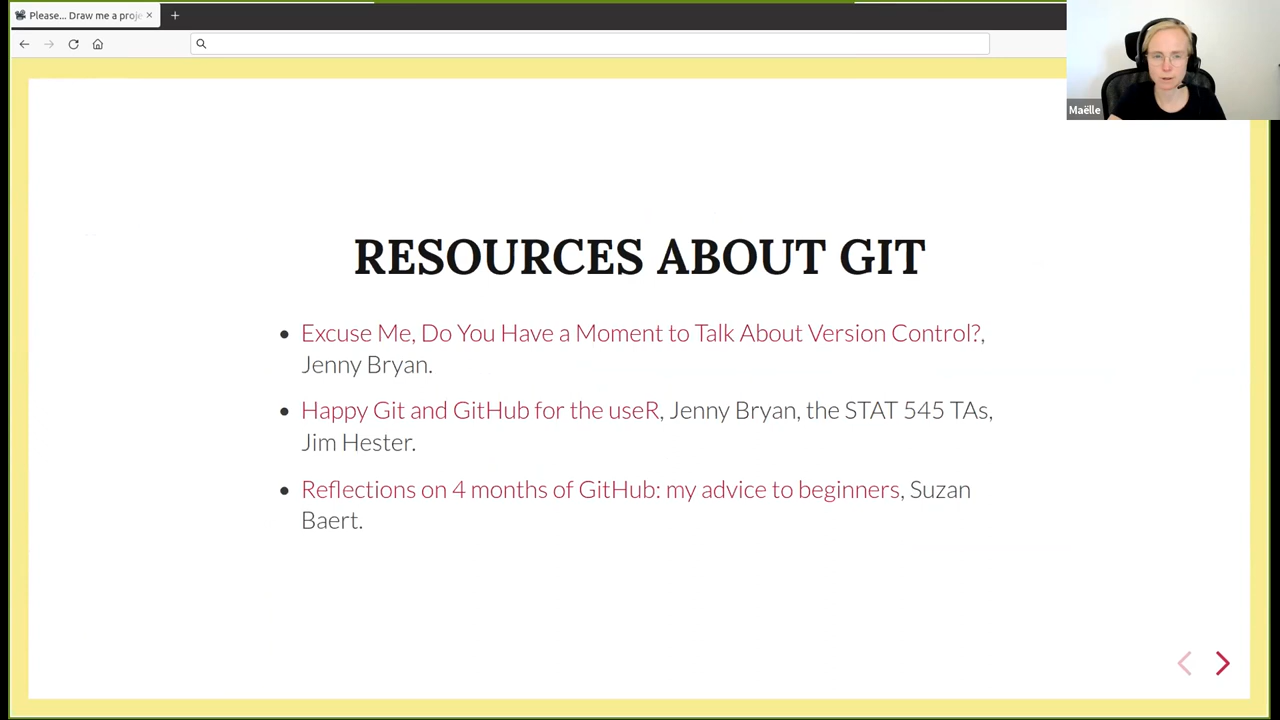 Please... Draw me a proje
Maëlle
RESOURCES ABOUT GIT
Excuse Me, Do You Have a Moment to Talk About Version Control?,
Jenny Bryan.
Happy Git and GitHub for the useR, Jenny Bryan, the STAT 545 TAs,
Jim Hester.
Reflections on 4 months of GitHub: my advice to beginners, Suzan
Baert.